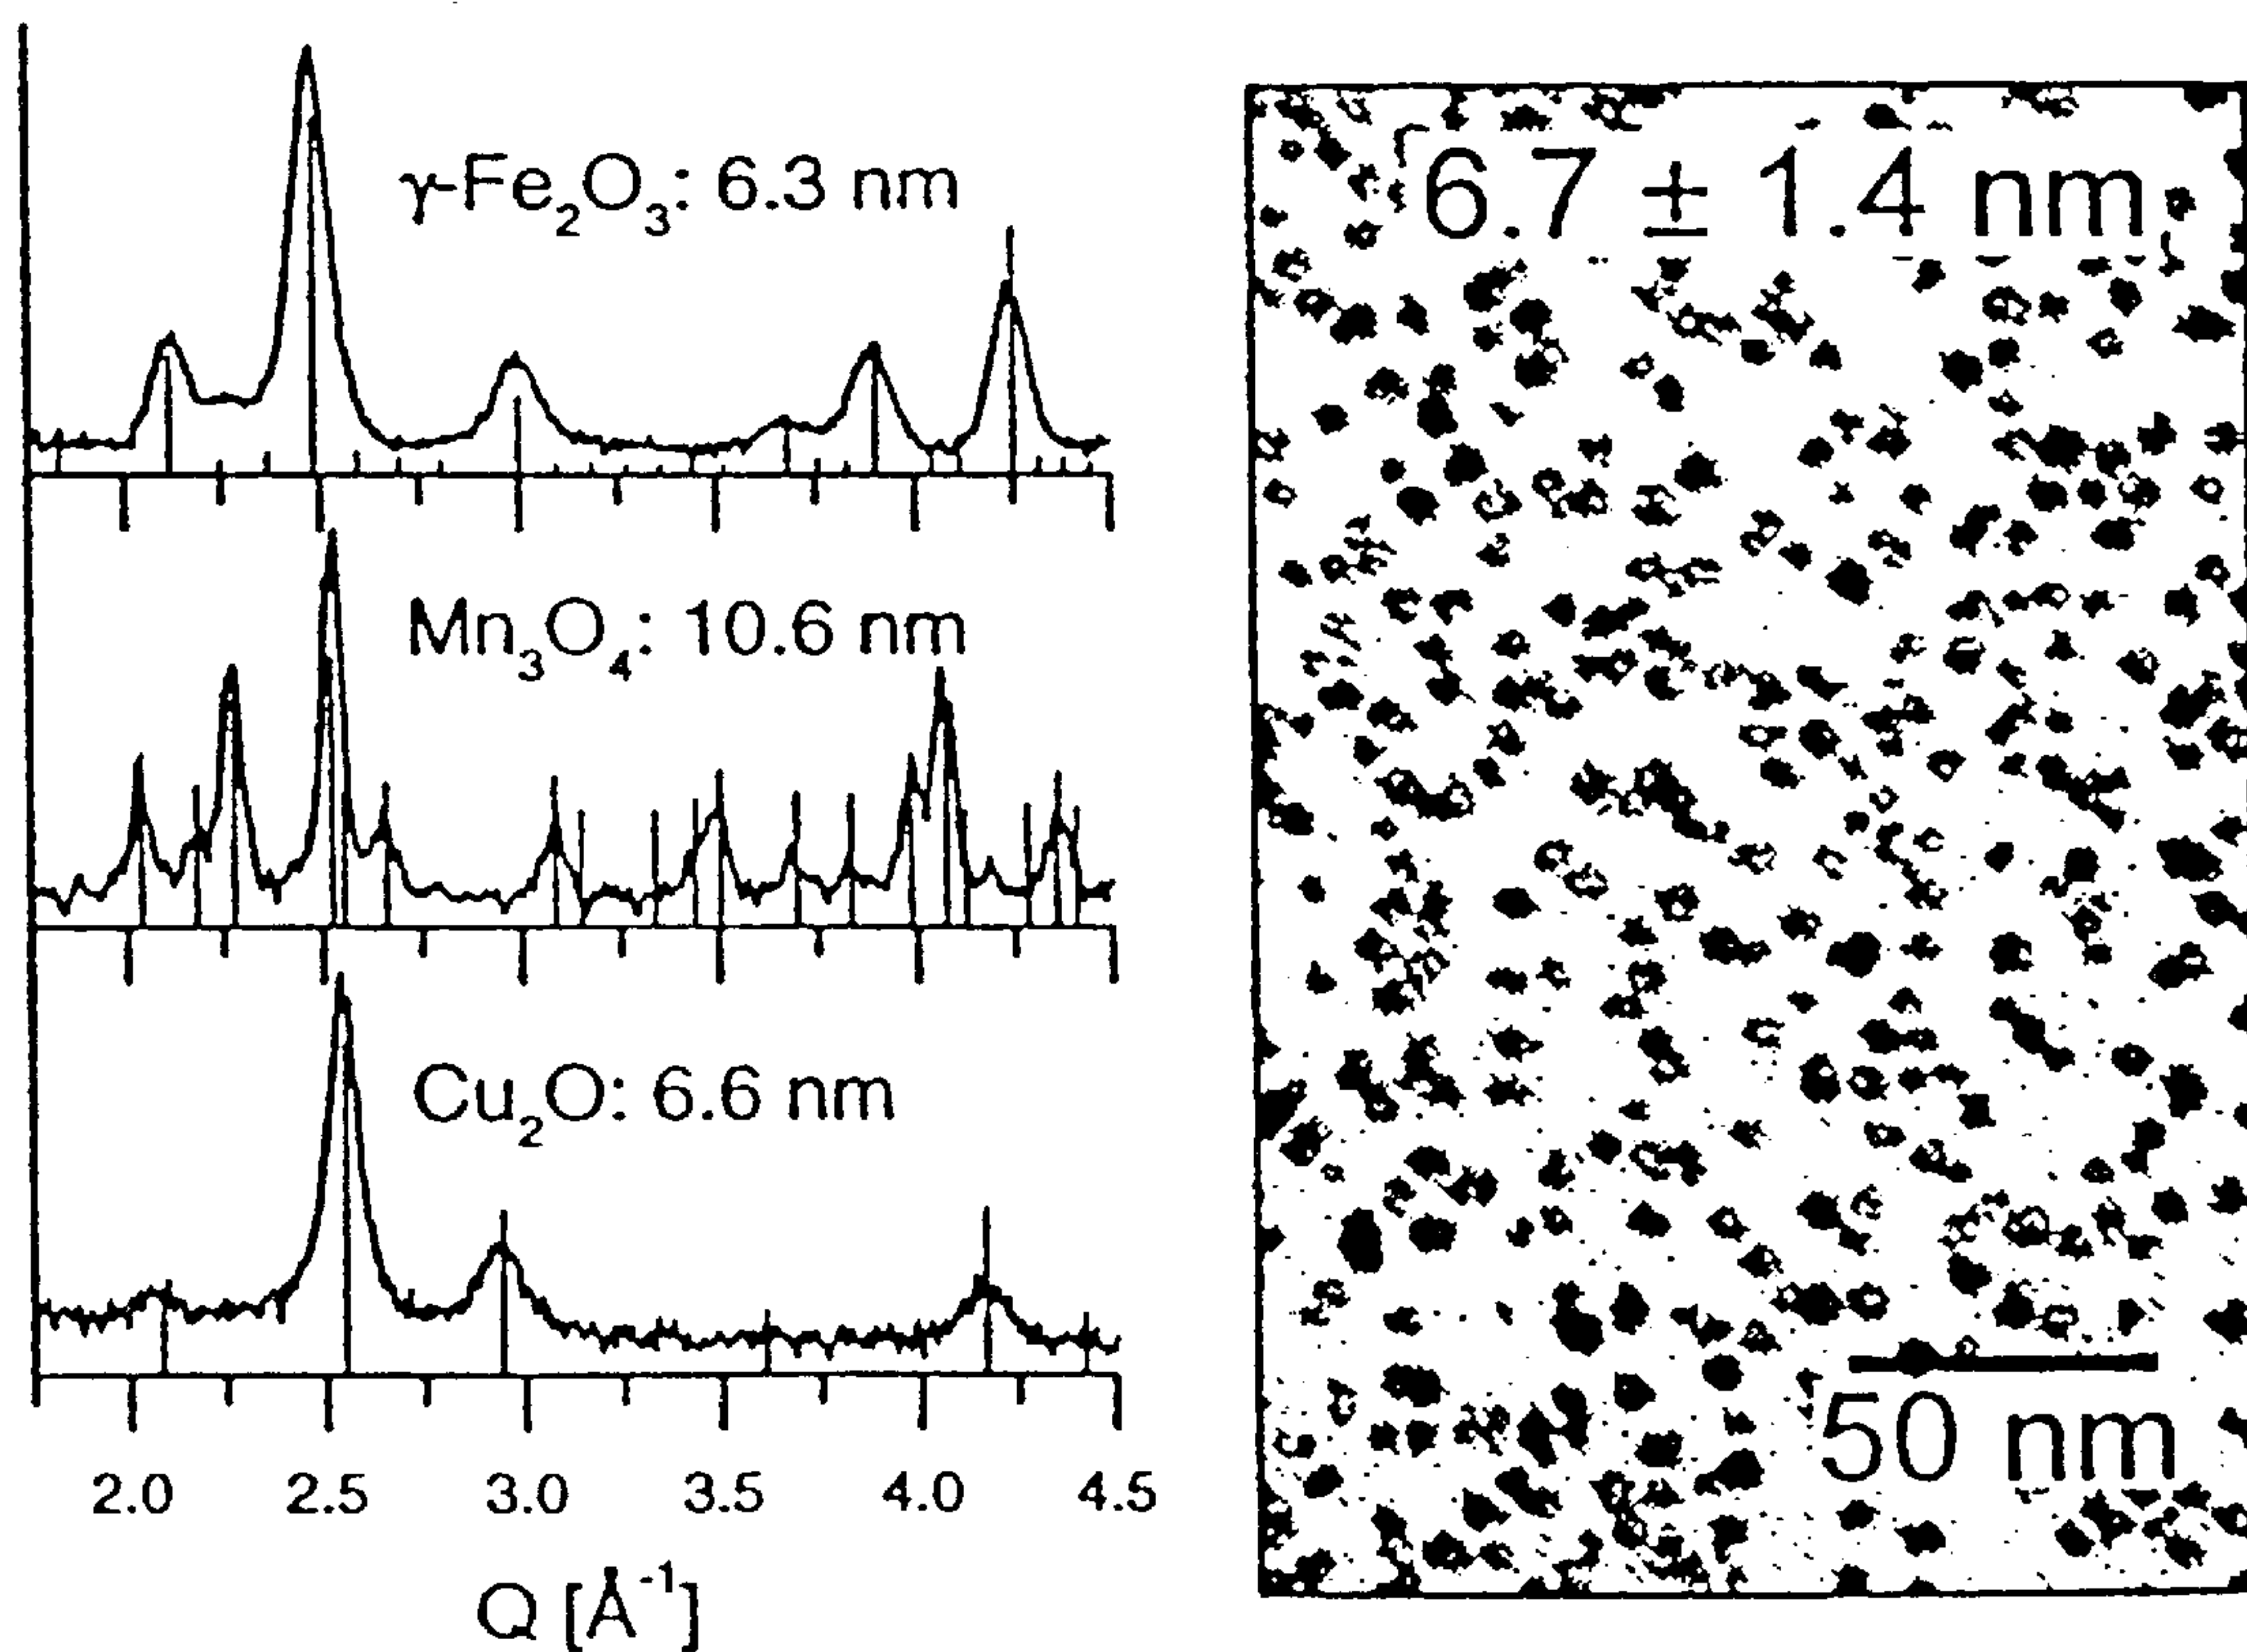 γ-Fe₂O₃: 6.3 nm
Mn₃O₄: 10.6 nm
Cu₂O: 6.6 nm
2.0 2.5 3.0 3.5 4.0 4.5
Q [Å⁻¹]
6.7 ± 1.4 nm
50 nm